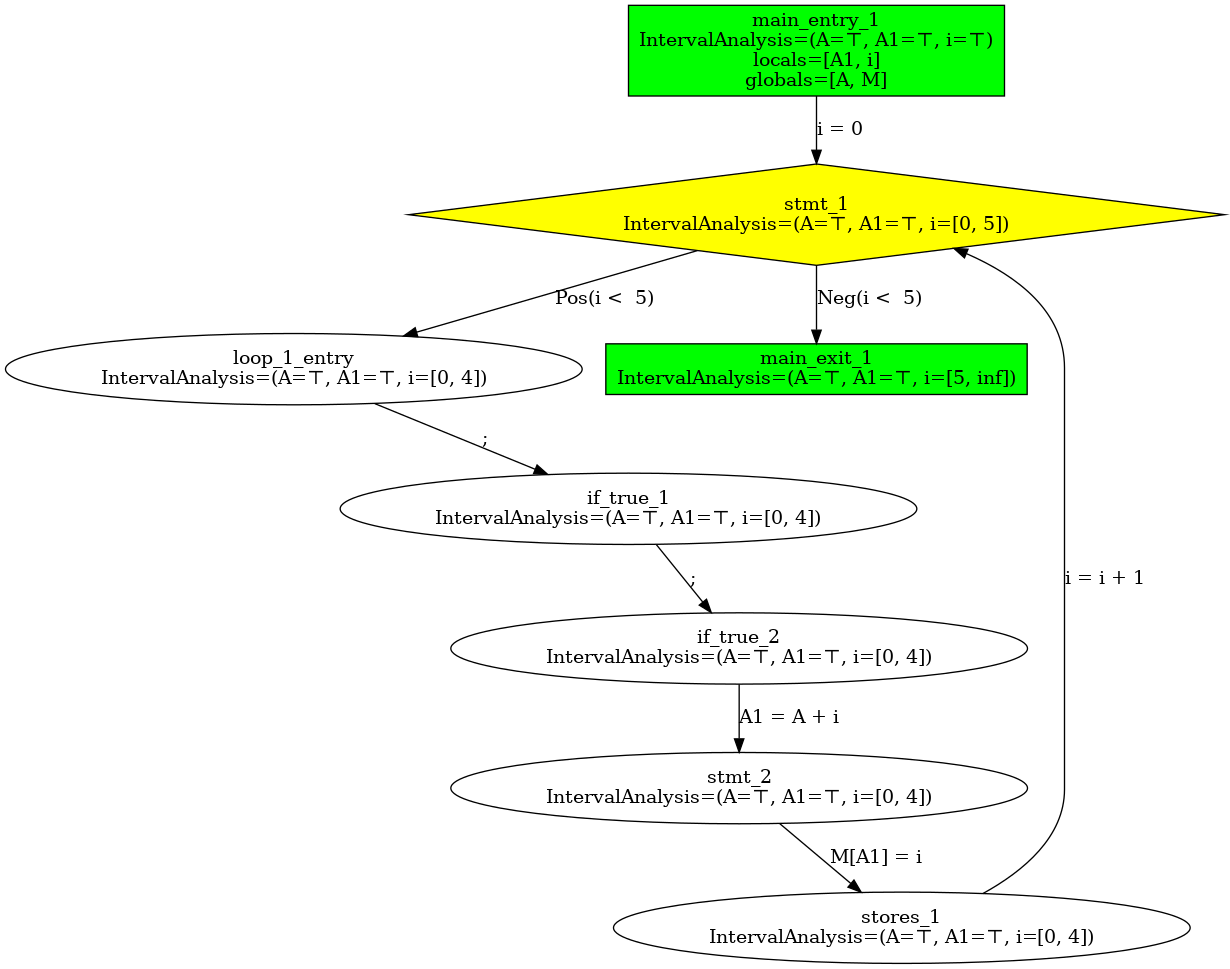 main_entry_1
IntervalAnalysis=(A=⊤, A1=⊤, i=⊤)
locals=[A1, i]
globals=[A, M]
i = 0
stmt_1
IntervalAnalysis=(A=⊤, A1=⊤, i=[0, 5])
Pos(i <  5)
Neg(i <  5)
loop_1_entry
IntervalAnalysis=(A=⊤, A1=⊤, i=[0, 4])
main_exit_1
IntervalAnalysis=(A=⊤, A1=⊤, i=[5, inf])
;
if_true_1
IntervalAnalysis=(A=⊤, A1=⊤, i=[0, 4])
;
i = i + 1
if_true_2
IntervalAnalysis=(A=⊤, A1=⊤, i=[0, 4])
A1 = A + i
stmt_2
IntervalAnalysis=(A=⊤, A1=⊤, i=[0, 4])
M[A1] = i
stores_1
IntervalAnalysis=(A=⊤, A1=⊤, i=[0, 4])